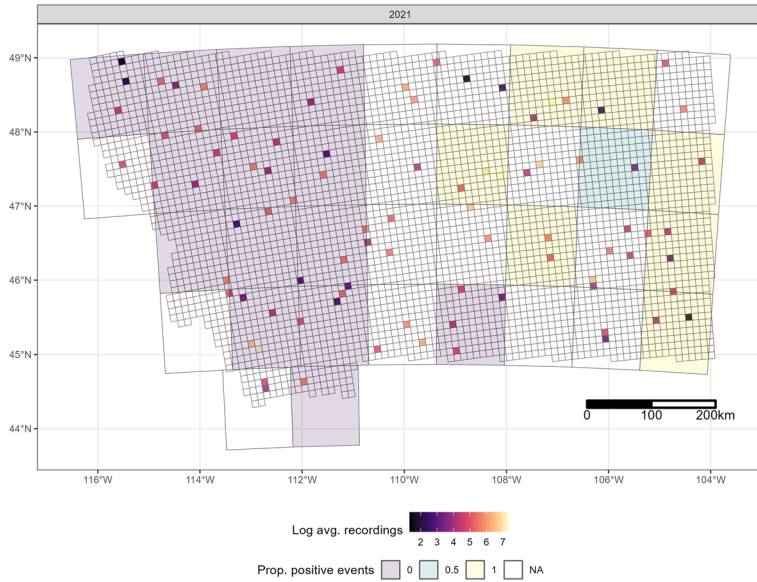 2021
49°N
48°N
47°N
46°N
45°N
44°N
0 100 200km
116°W 114°W 112°W 110°W 108°W 106°W 104°W
Log avg. recordings
2 3 4 5 6 7
Prop. positive events 0 0.5 1 NA